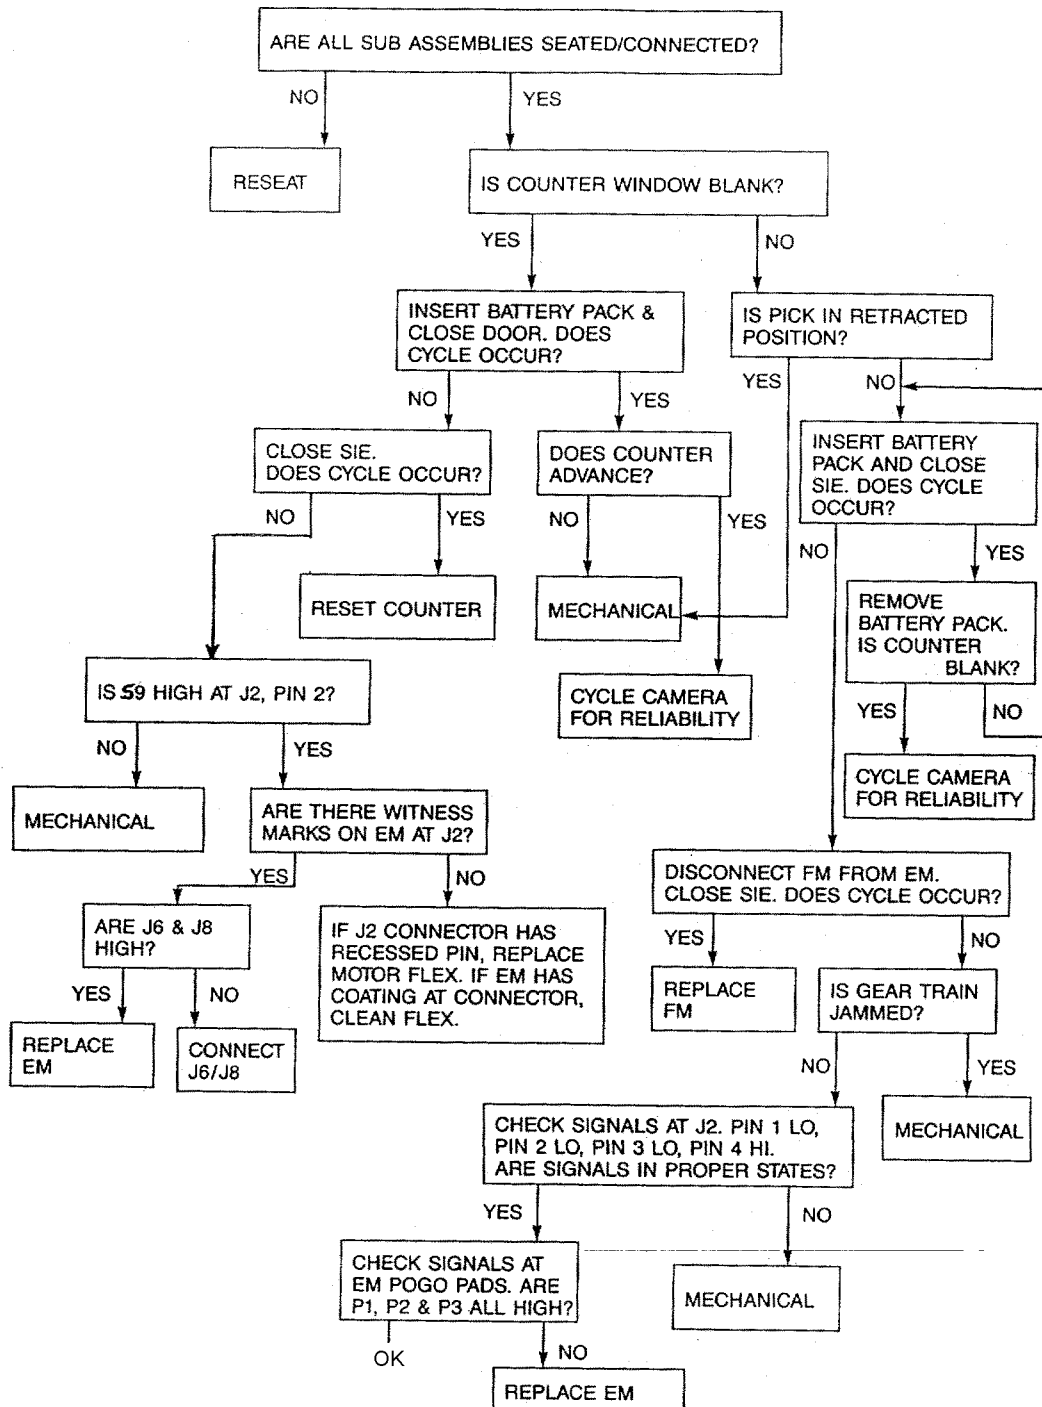 ARE ALL SUB ASSEMBLIES SEATED/CONNECTED?
NO
YES
RESEAT
IS COUNTER WINDOW BLANK?
YES
NO
INSERT BATTERY PACK &
CLOSE DOOR. DOES
CYCLE OCCUR?
IS PICK IN RETRACTED
POSITION?
NO
YES
YES
NO
CLOSE SIE.
DOES CYCLE OCCUR?
DOES COUNTER
ADVANCE?
INSERT BATTERY
PACK AND CLOSE
SIE. DOES CYCLE
OCCUR?
NO
YES
NO
YES
NO
YES
RESET COUNTER
MECHANICAL
REMOVE
BATTERY PACK.
IS COUNTER
BLANK?
IS S9 HIGH AT J2, PIN 2?
CYCLE CAMERA
FOR RELIABILITY
YES
NO
NO
YES
CYCLE CAMERA
FOR RELIABILITY
MECHANICAL
ARE THERE WITNESS
MARKS ON EM AT J2?
YES
NO
DISCONNECT FM FROM EM.
CLOSE SIE. DOES CYCLE OCCUR?
ARE J6 & J8
HIGH?
IF J2 CONNECTOR HAS
RECESSED PIN, REPLACE
MOTOR FLEX. IF EM HAS
COATING AT CONNECTOR,
CLEAN FLEX.
YES
NO
YES
NO
REPLACE
FM
IS GEAR TRAIN
JAMMED?
REPLACE
EM
CONNECT
J6/J8
NO
YES
CHECK SIGNALS AT J2. PIN 1 LO,
PIN 2 LO, PIN 3 LO, PIN 4 HI.
ARE SIGNALS IN PROPER STATES?
MECHANICAL
YES
NO
CHECK SIGNALS AT
EM POGO PADS. ARE
P1, P2 & P3 ALL HIGH?
MECHANICAL
OK
NO
REPLACE EM